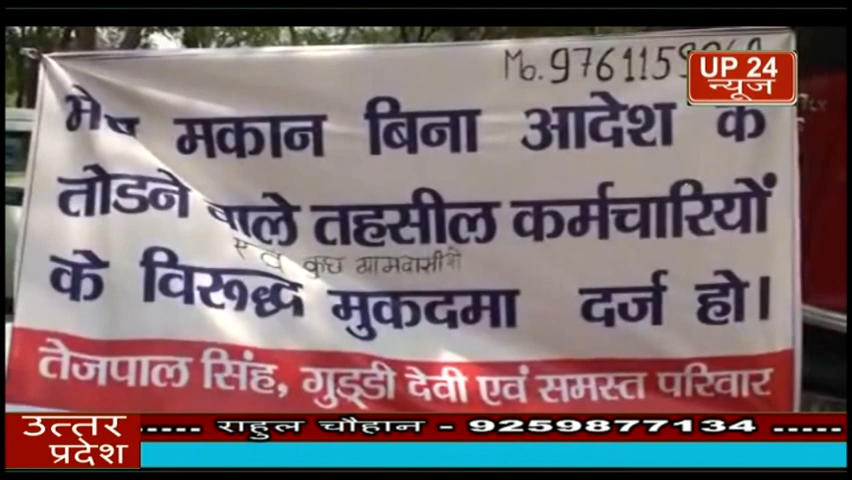 Mo. 9761159
UP 24
न्यूज
मकान बिना आदेश के
तोडने वाले तहसील कर्मचारियों
एवं कुछ ग्रामवासीयो
के विरूद्ध मुकदमा दर्ज हो।
तेजपाल सिंह, गुड्डी देवी एवं समस्त परिवार
उत्तर
प्रदेश
राहुल चौहान - 9259877134